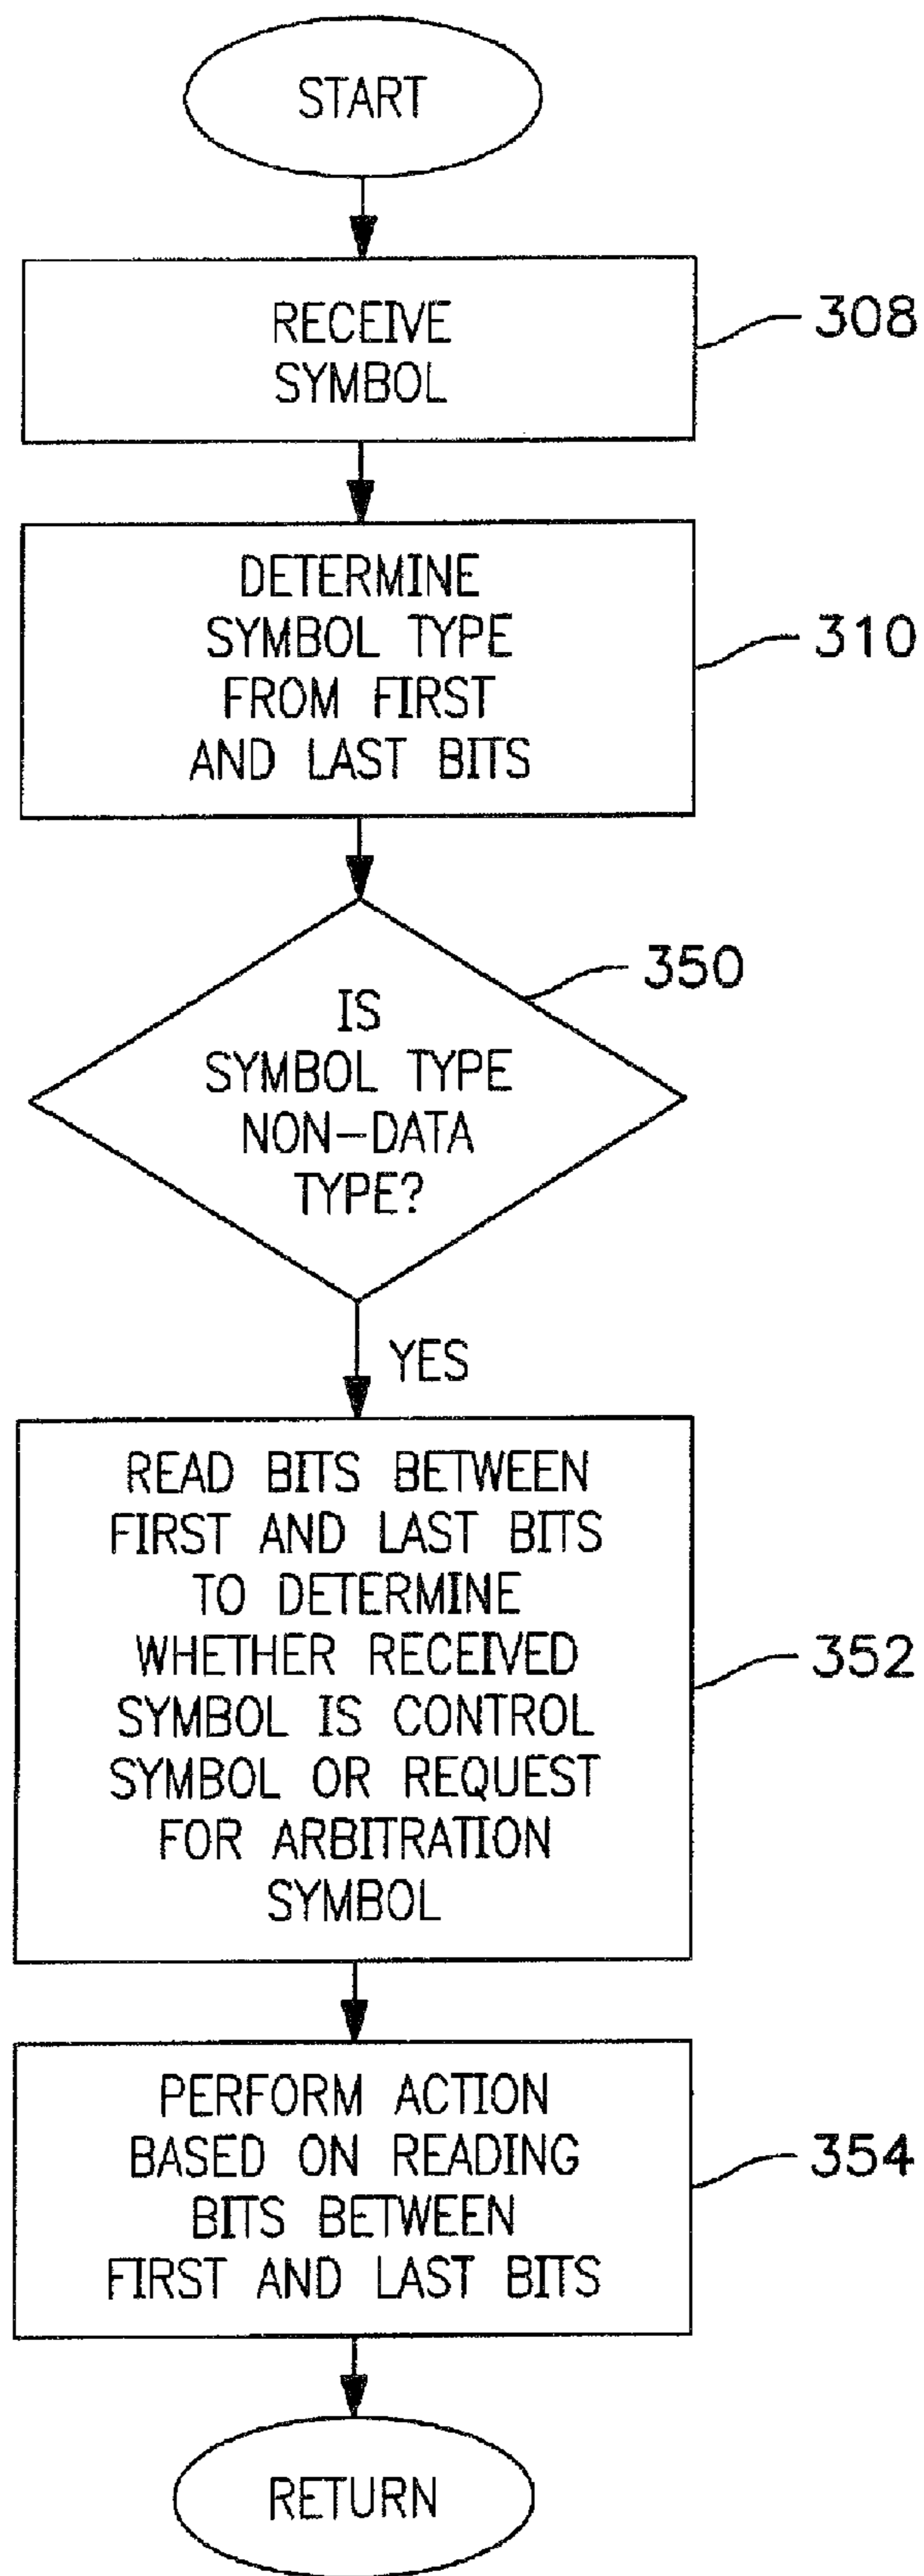 START
RECEIVE
SYMBOL
308
DETERMINE
SYMBOL TYPE
FROM FIRST
AND LAST BITS
310
IS
SYMBOL TYPE
NON-DATA
TYPE?
350
YES
READ BITS BETWEEN
FIRST AND LAST BITS
TO DETERMINE
WHETHER RECEIVED
SYMBOL IS CONTROL
SYMBOL OR REQUEST
FOR ARBITRATION
SYMBOL
352
PERFORM ACTION
BASED ON READING
BITS BETWEEN
FIRST AND LAST BITS
354
RETURN